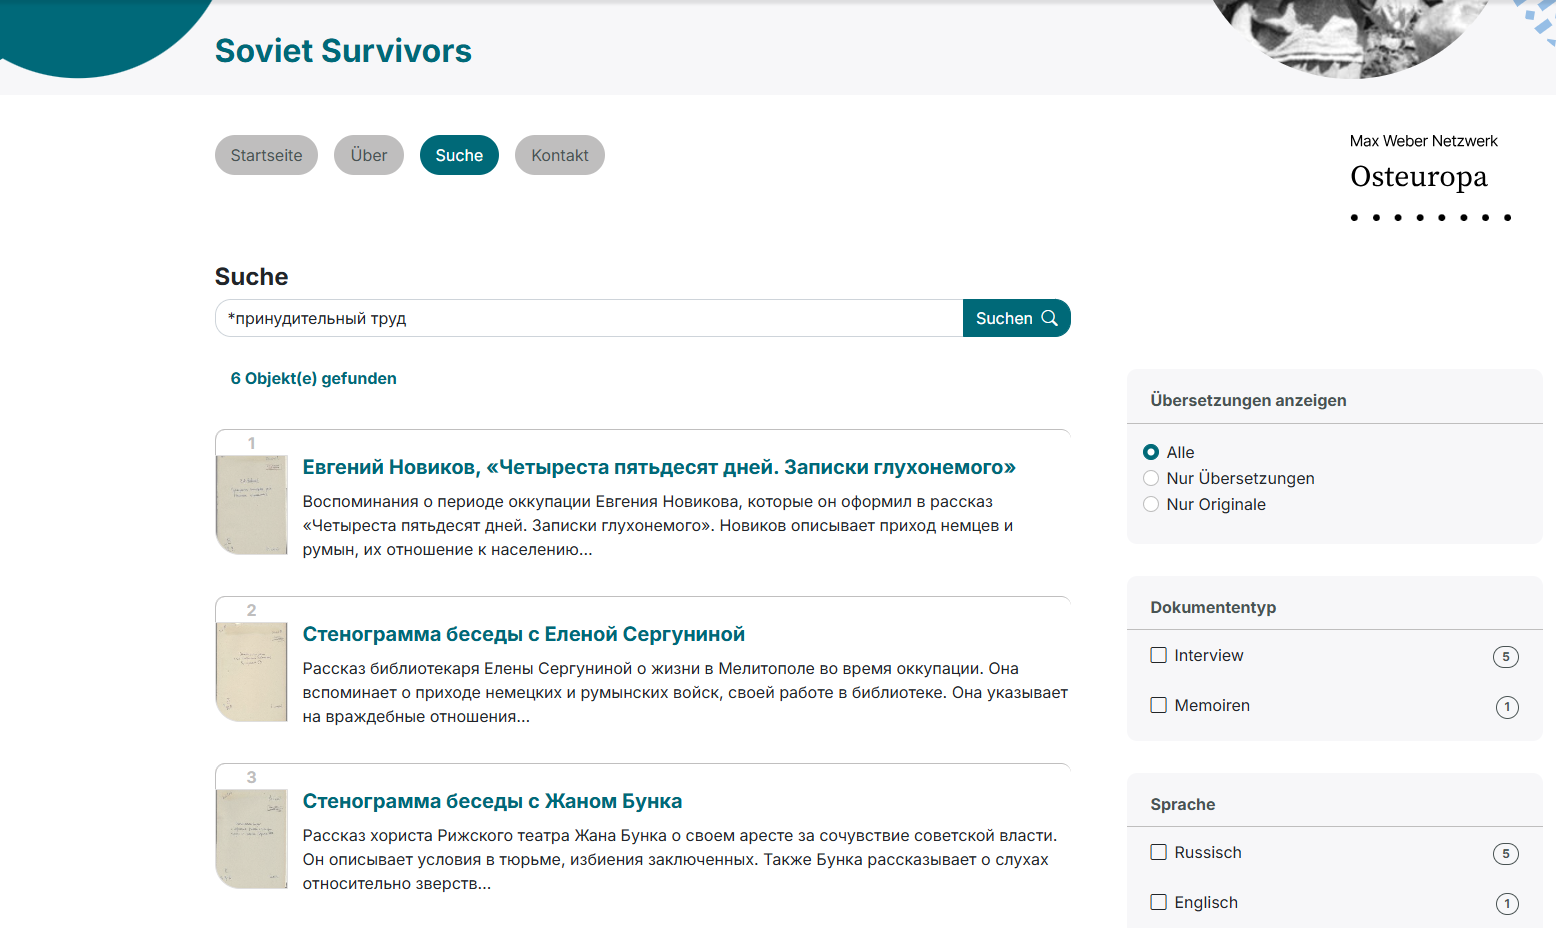 Soviet Survivors
Startseite
Über
Suche
Kontakt
Max Weber Netzwerk
Osteuropa
Suche
*принудительный труд
Suchen
6 Objekt(e) gefunden
1
Евгений Новиков, «Четыреста пятьдесят дней. Записки глухонемого»
Воспоминания о периоде оккупации Евгения Новикова, которые он оформил в рассказ
«Четыреста пятьдесят дней. Записки глухонемого». Новиков описывает приход немцев и
румын, их отношение к населению...
2
Стенограмма беседы с Еленой Сергуниной
Рассказ библиотекаря Елены Сергуниной о жизни в Мелитополе во время оккупации. Она
вспоминает о приходе немецких и румынских войск, своей работе в библиотеке. Она указывает
на враждебные отношения...
3
Стенограмма беседы с Жаном Бунка
Рассказ хориста Рижского театра Жана Бунка о своем аресте за сочувствие советской власти.
Он описывает условия в тюрьме, избиения заключенных. Также Бунка рассказывает о слухах
относительно зверств...
Übersetzungen anzeigen
Alle
Nur Übersetzungen
Nur Originale
Dokumententyp
Interview 5
Memoiren 1
Sprache
Russisch 5
Englisch 1